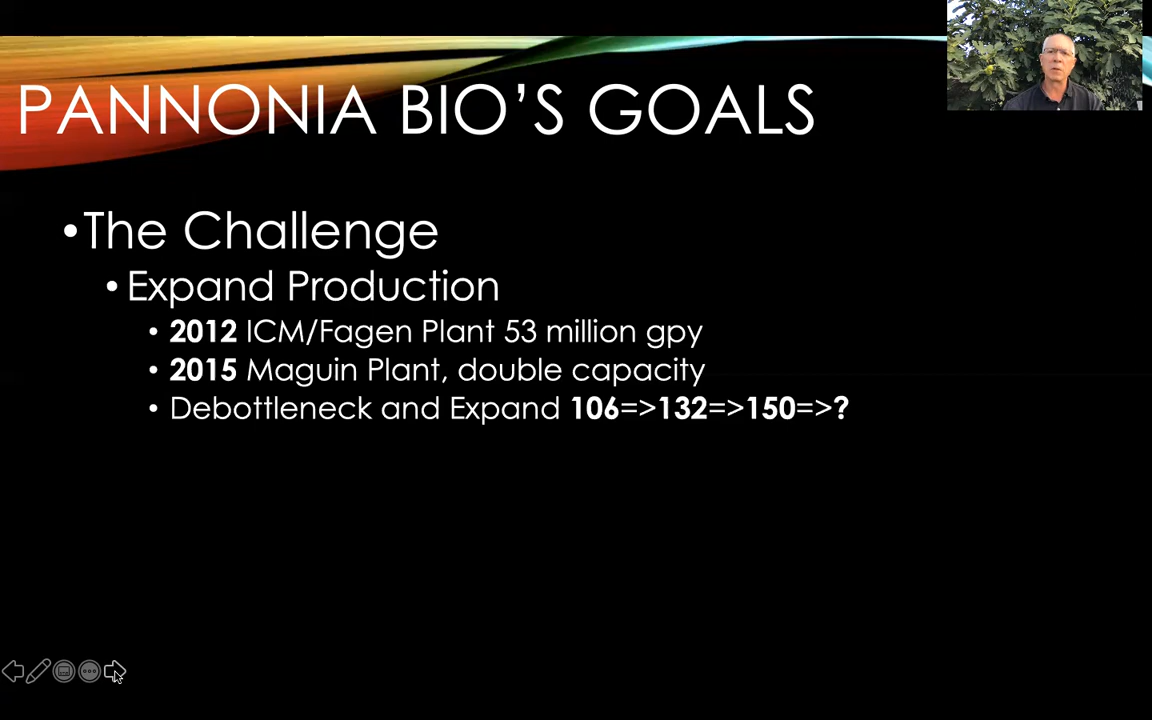 PANNONIA BIO’S GOALS
•The Challenge
• Expand Production
• 2012 ICM/Fagen Plant 53 million gpy
• 2015 Maguin Plant, double capacity
• Debottleneck and Expand 106=>132=>150=>?